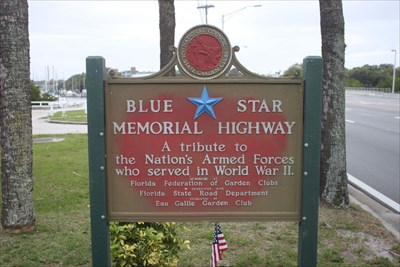 BLUE STAR
MEMORIAL HIGHWAY
A tribute to
the Nation's Armed Forces
who served in World War II.
Florida Federation of Garden Clubs
Florida State Road Department
Eau Gallie Garden Club